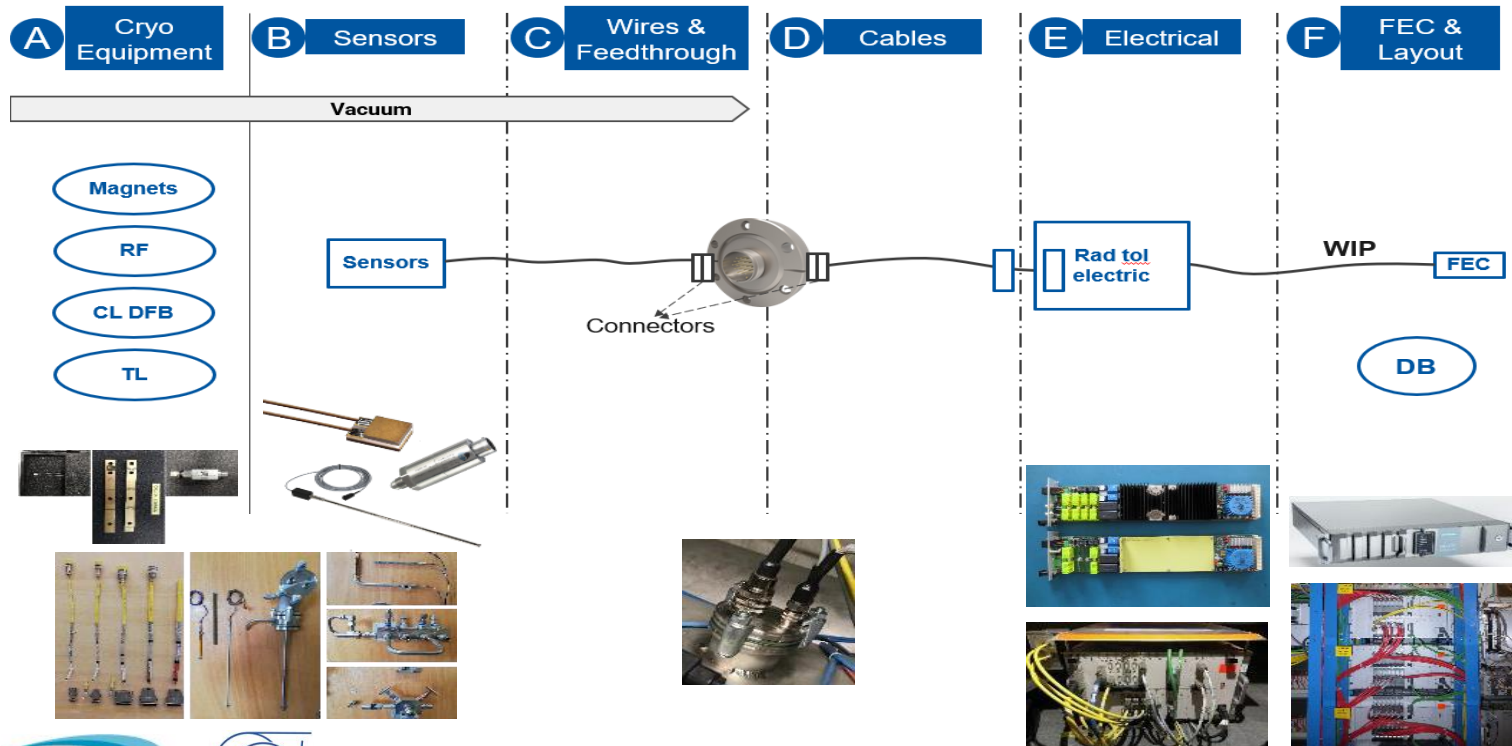 A
Cryo
Equipment
B
Sensors
C
Wires &
Feedthrough
D
Cables
E
Electrical
F
FEC &
Layout
Vacuum
Magnets
RF
CL DFB
TL
Sensors
Connectors
Rad tol
electric
WIP
FEC
DB